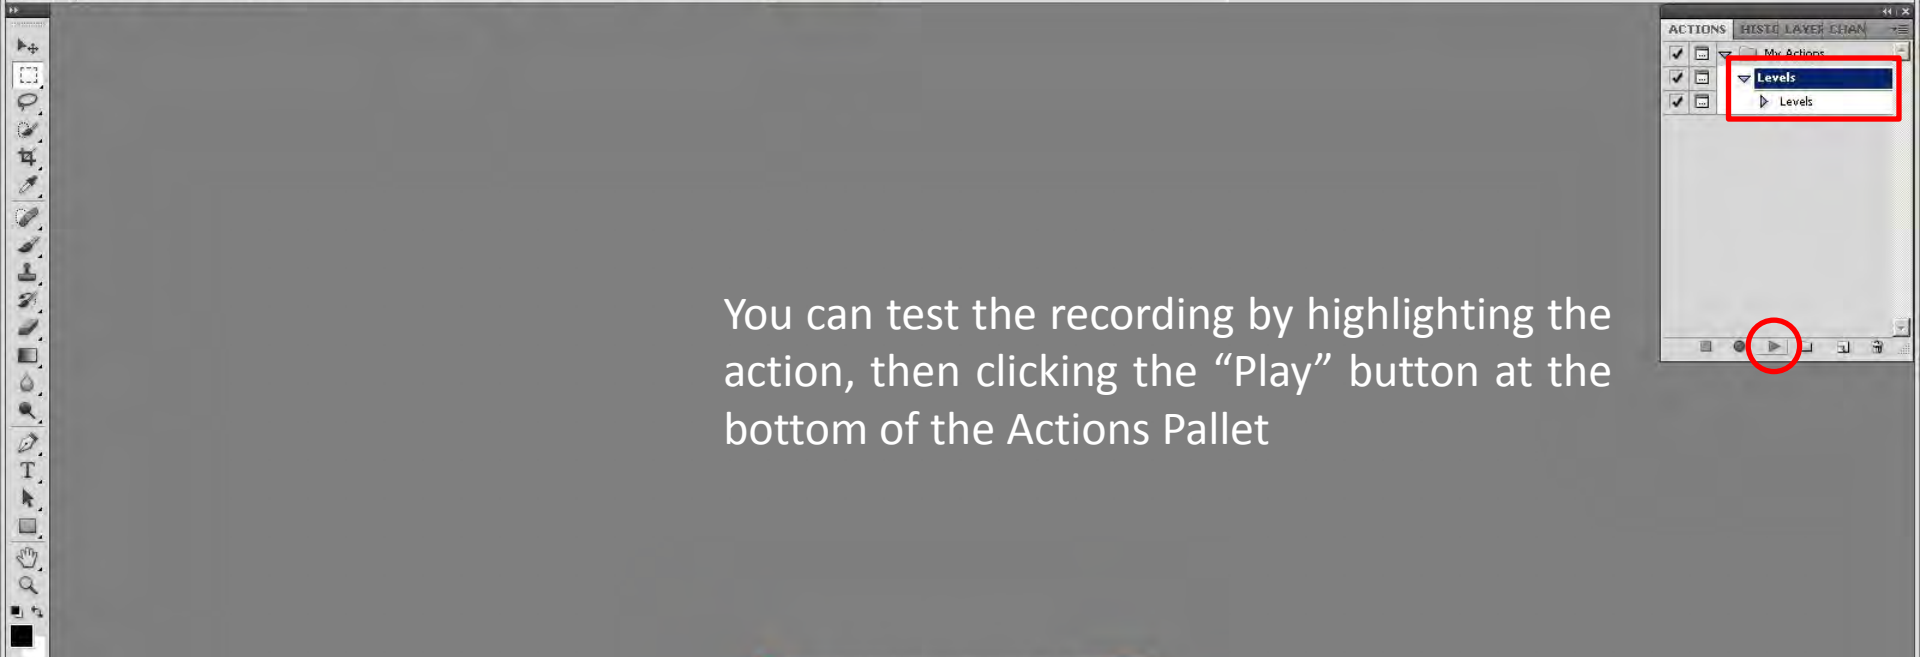 ACTIONS HISTO LAYER CHAN
My Actions
Levels
Levels
You can test the recording by highlighting the
action, then clicking the “Play” button at the
bottom of the Actions Pallet
T